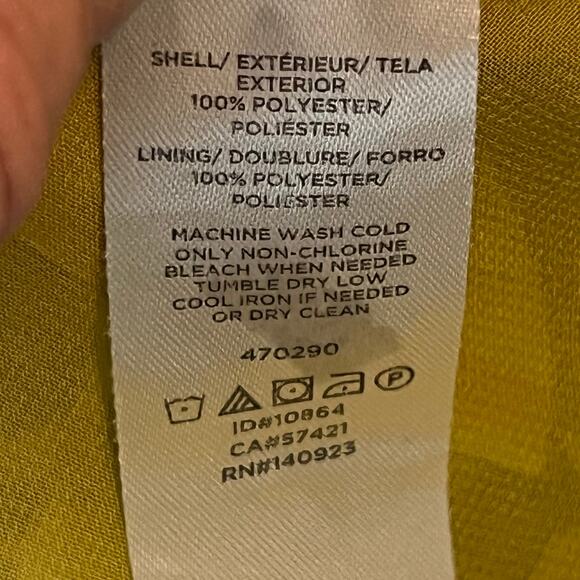 SHELL/ EXTÉRIEUR/ TELA
EXTERIOR
100% POLYESTER/
POLIÉSTER
LINING/ DOUBLURE/ FORRO
100% POLYESTER/
POLIÉSTER
MACHINE WASH COLD
ONLY NON-CHLORINE
BLEACH WHEN NEEDED
TUMBLE DRY LOW
COOL IRON IF NEEDED
OR DRY CLEAN
470290
P
ID#10864
CA#57421
RN#140923